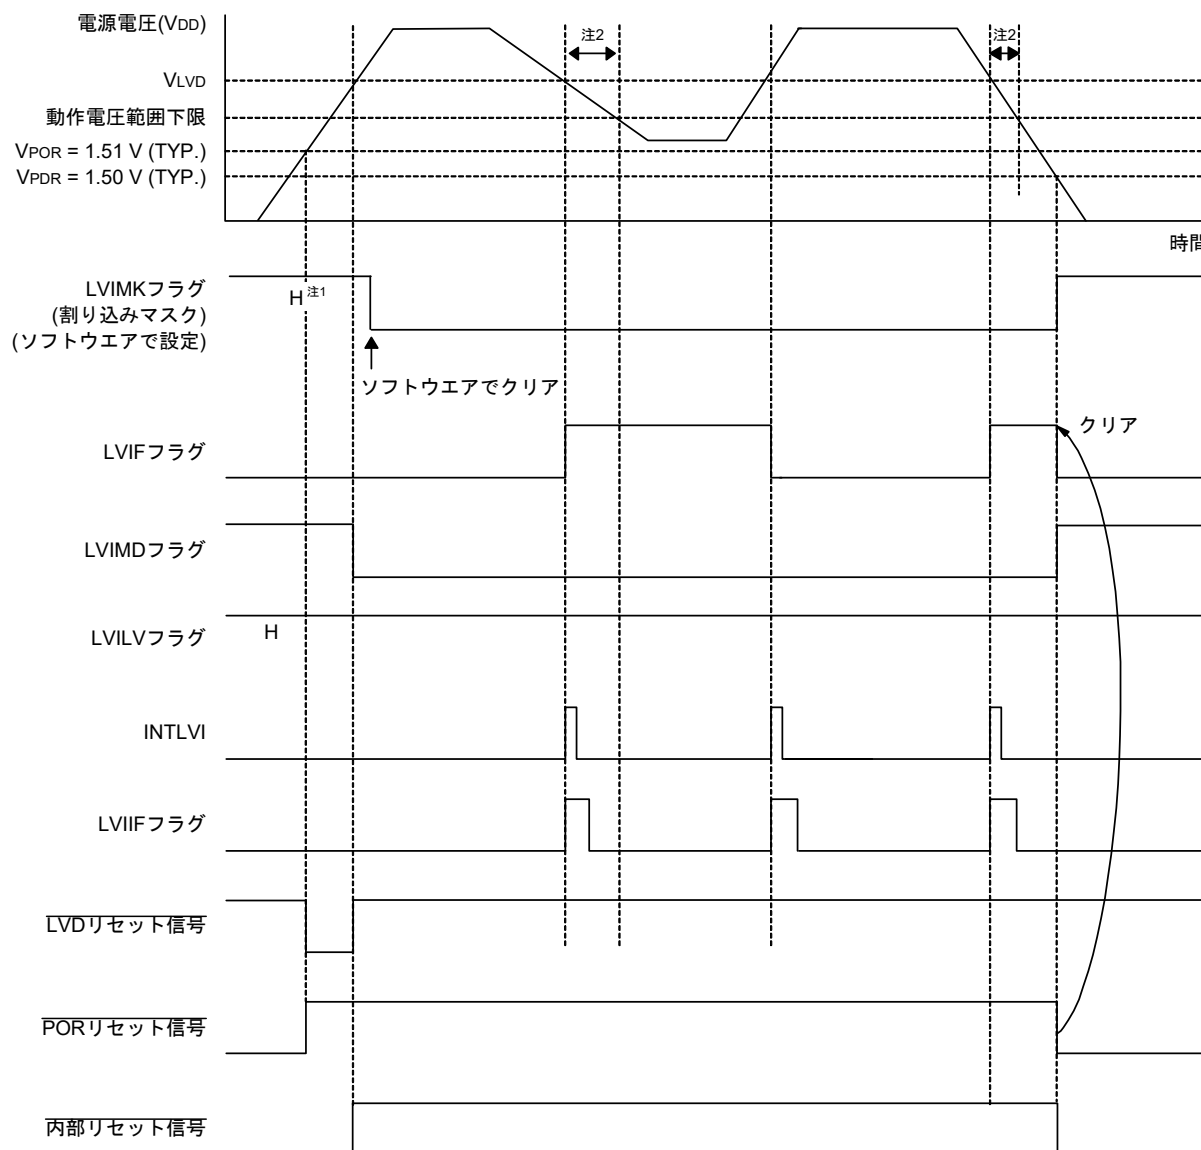 電源電圧(VDD)
注2
注2
VLVD
動作電圧範囲下限
VPOR = 1.51 V (TYP.)
VPDR = 1.50 V (TYP.)
時間
LVIMKフラグ
(割り込みマスク)
(ソフトウエアで設定)
H注1
ソフトウエアでクリア
LVIFフラグ
クリア
LVIMDフラグ
LVILVフラグ
H
INTLVI
LVIIFフラグ
LVDリセット信号
PORリセット信号
内部リセット信号